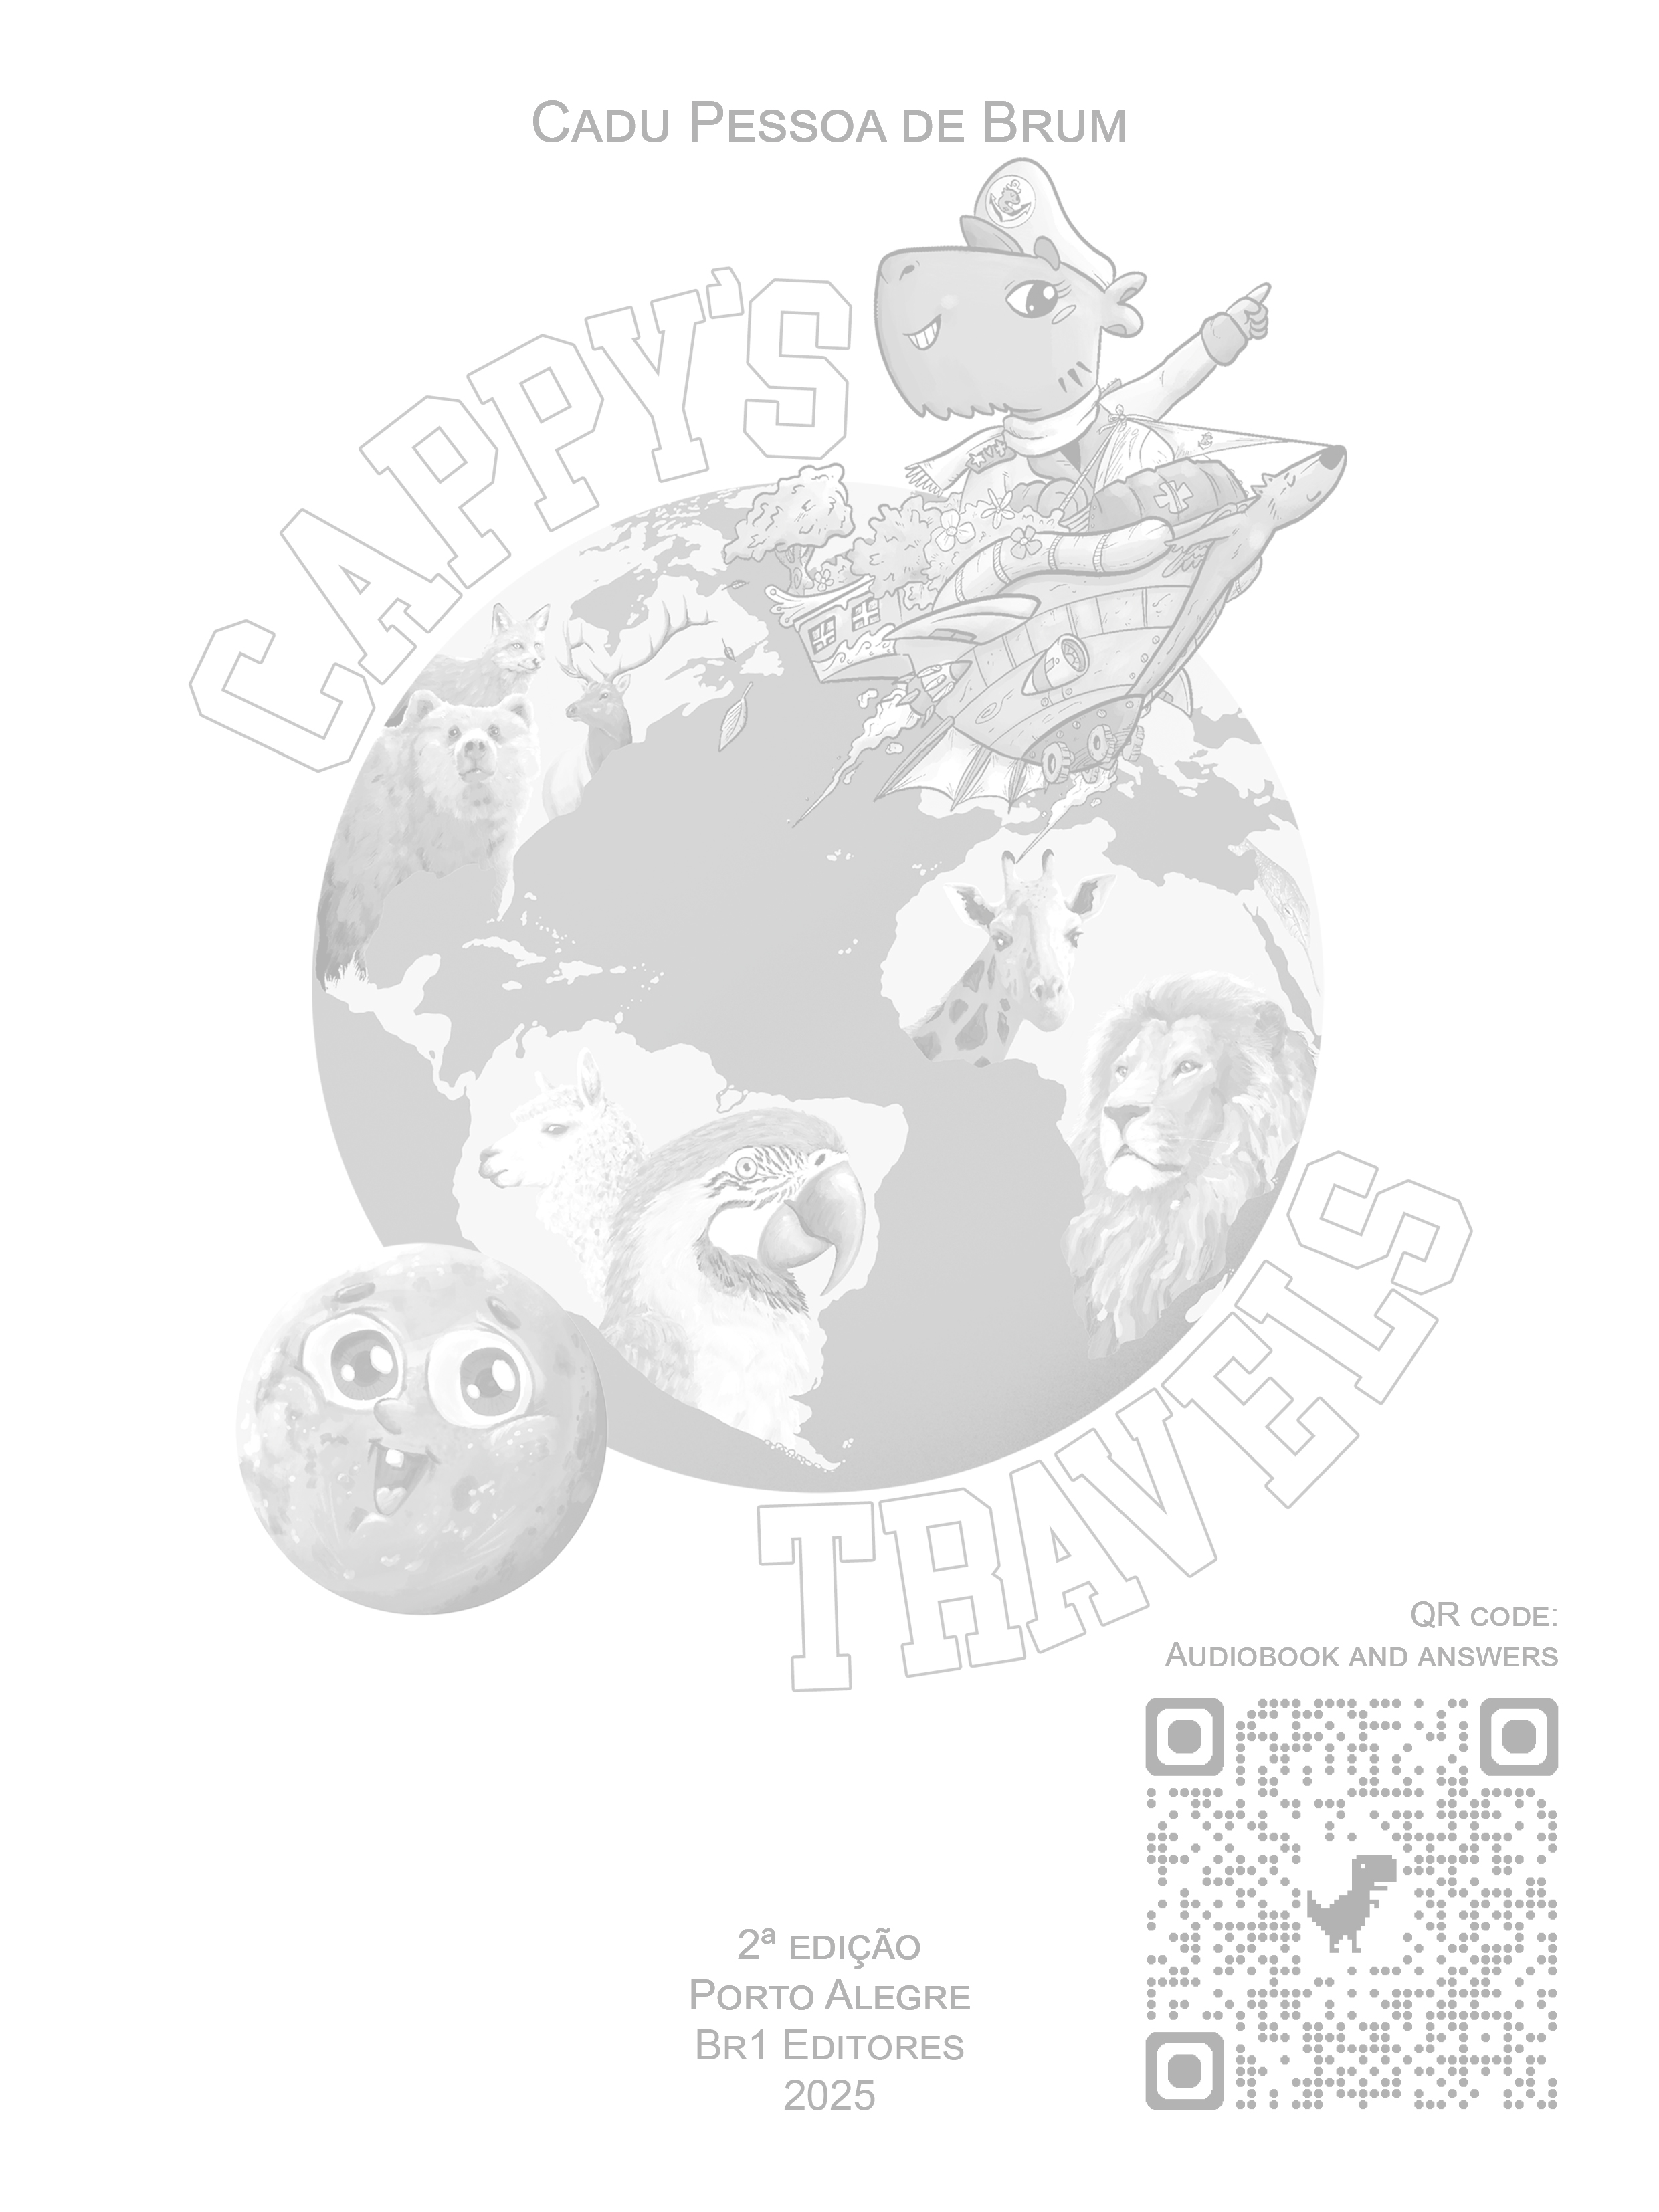 Cadu Pessoa de Brum
CAPPY'S
TRAVELS
QR code:
Audiobook and answers
2ª edição
Porto Alegre
Br1 Editores
2025